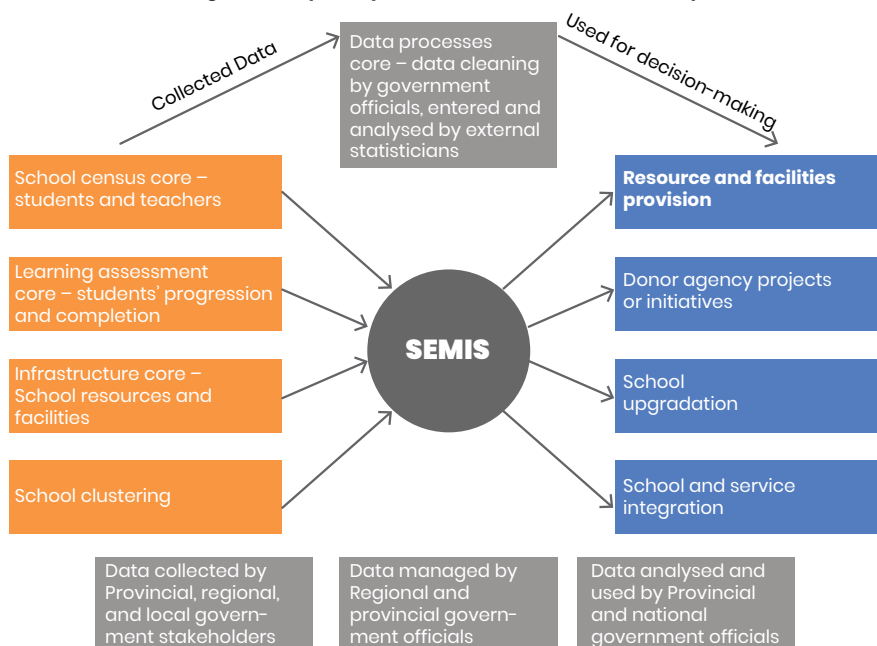 Collected Data
Data processes
core – data cleaning
by government
officials, entered and
analysed by external
statisticians
Used for decision-making
School census core –
students and teachers
Learning assessment
core – students’ progression
and completion
Infrastructure core –
School resources and
facilities
School clustering
SEMIS
Resource and facilities
provision
Donor agency projects
or initiatives
School
upgradation
School and service
integration
Data collected by
Provincial, regional,
and local govern-
ment stakeholders
Data managed by
Regional and
provincial govern-
ment officials
Data analysed and
used by Provincial
and national
government officials